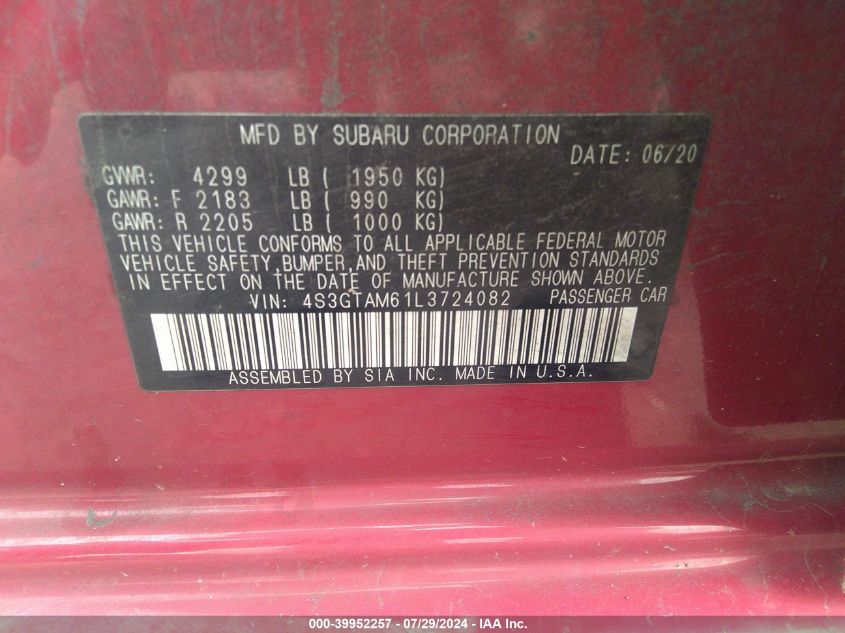 MFD BY SUBARU CORPORATION
DATE: 06/20
GVWR: 4299 LB ( 1950 KG)
GAWR: F 2183 LB ( 990 KG)
GAWR: R 2205 LB ( 1000 KG)
THIS VEHICLE CONFORMS TO ALL APPLICABLE FEDERAL MOTOR
VEHICLE SAFETY,BUMPER,AND THEFT PREVENTION STANDARDS
IN EFFECT ON THE DATE OF MANUFACTURE SHOWN ABOVE.
VIN: 4S3GTAM61L3724082 PASSENGER CAR
ASSEMBLED BY SIA INC. MADE IN U.S.A.
000-39952257 - 07/29/2024 - IAA Inc.